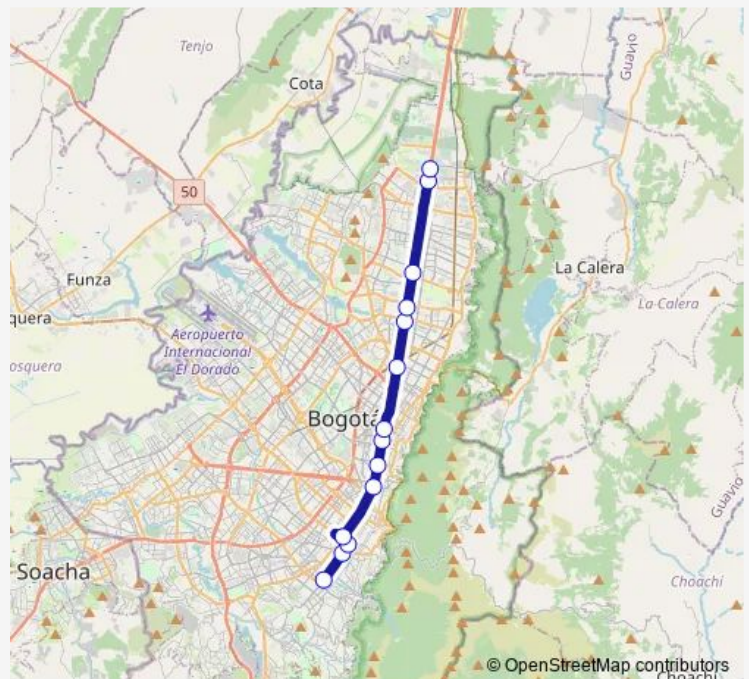 Tenjo
Cota
Guavio
50
Funza
La Calera
La Calera
quera
Aeropuerto
Internacional
El Dorado
osquera
Bogotá
Guavio
Soacha
Choachí
© OpenStreetMap contributors
Choachí